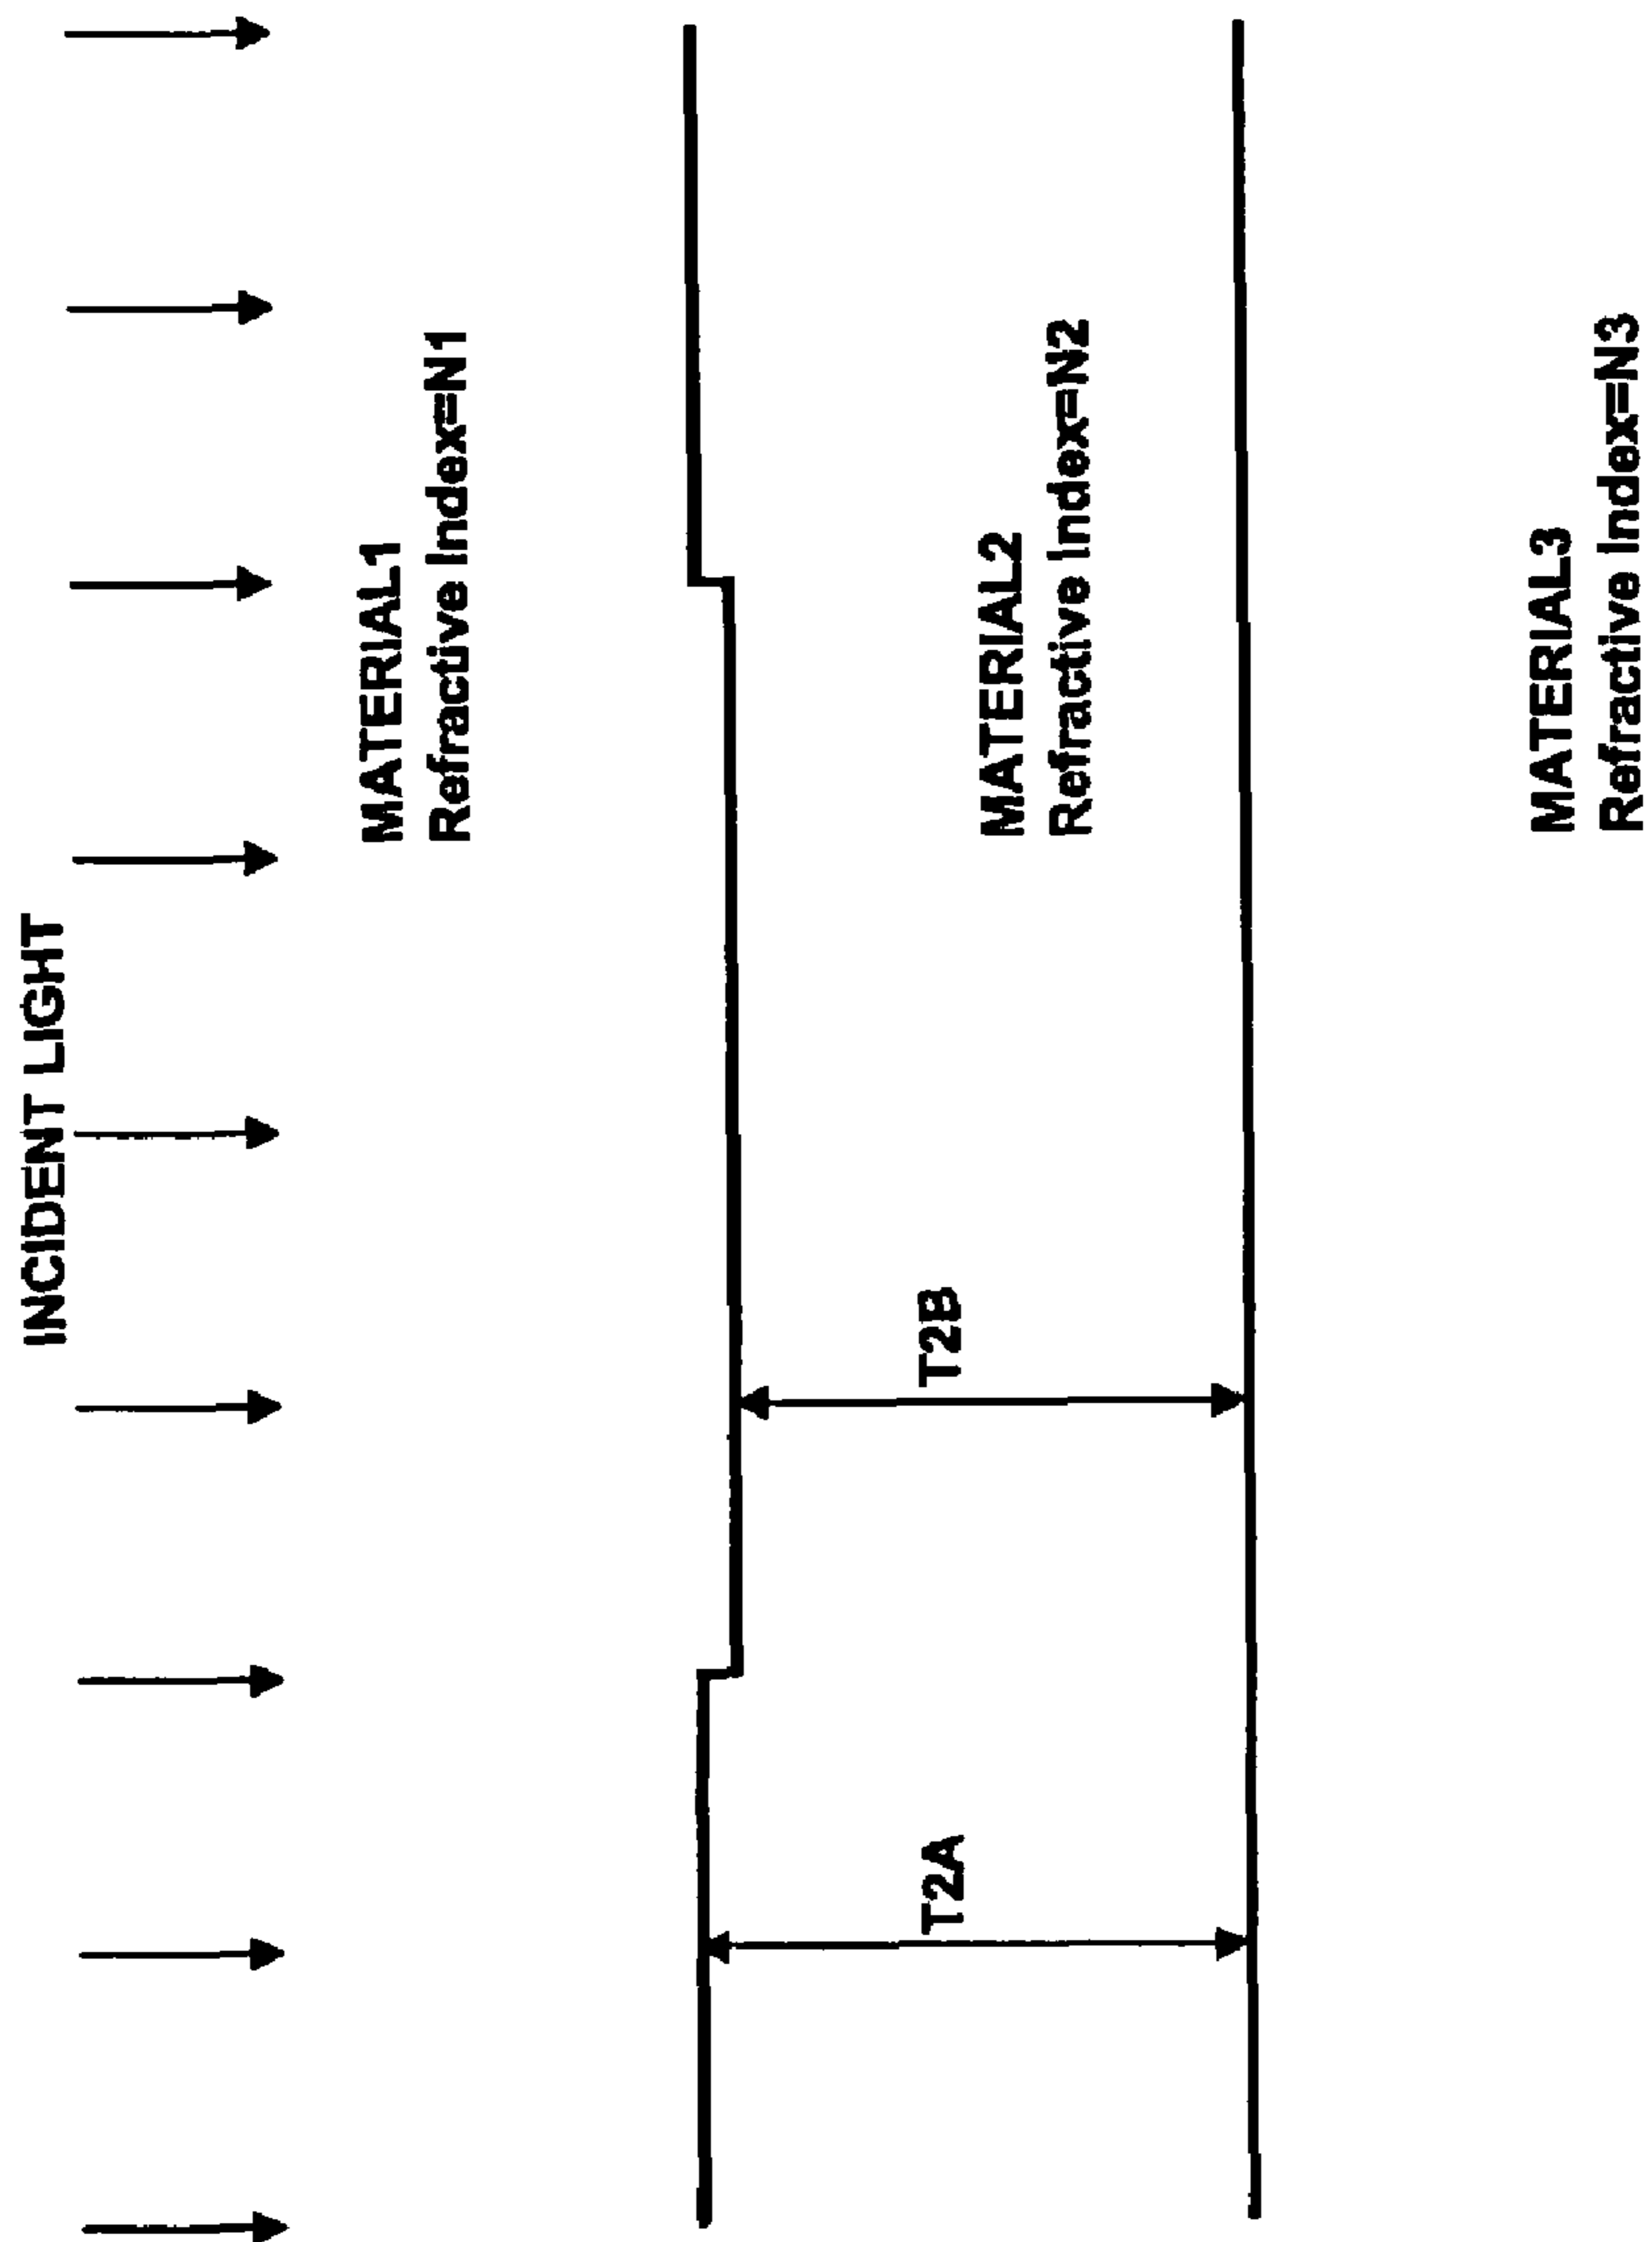 INCIDENT LIGHT
MATERIAL1
Refractive Index=N1
T2A
T2B
MATERIAL2
Refractive Index=N2
MATERIAL3
Refractive Index=N3